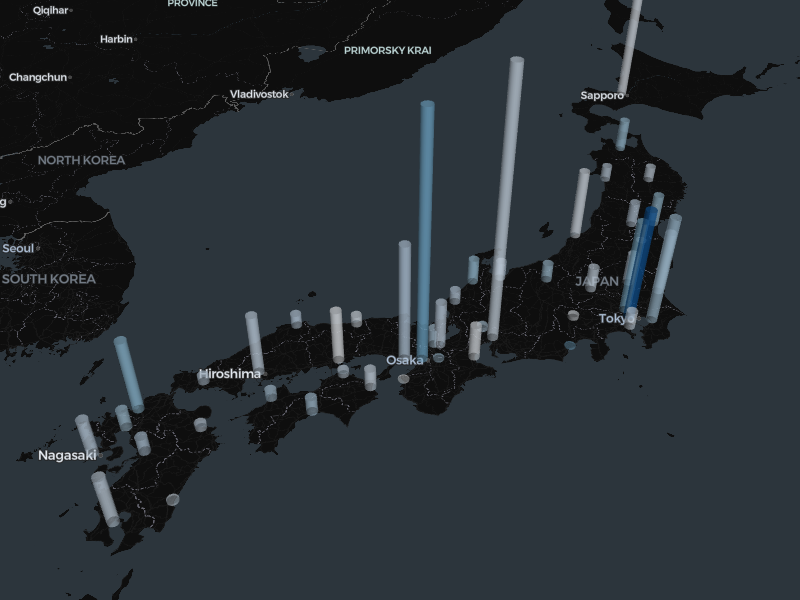 PROVINCE
Qiqihar
Harbin
PRIMORSKY KRAI
Changchun
Vladivostok
Sapporo
NORTH KOREA
g
Seoul
SOUTH KOREA
JAPAN
Tokyo
Osaka
Hiroshima
Nagasaki